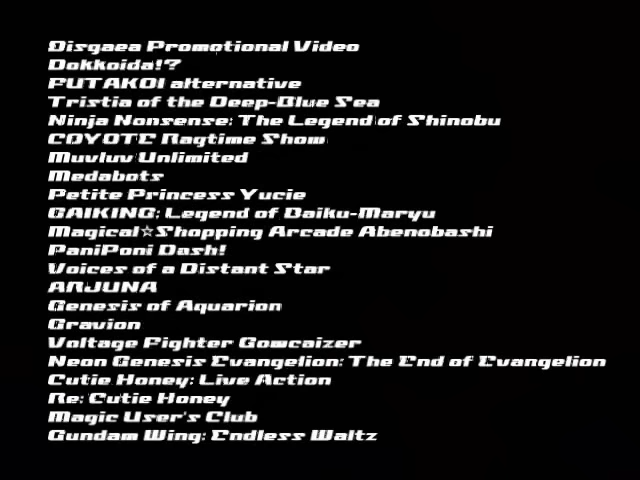 Disgaea Promotional Video
Dokkoida!?
FUTAKOI alternative
Tristia of the Deep-Blue Sea
Ninja Nonsense: The Legend of Shinobu
COYOTE Ragtime Show
Muvluv Unlimited
Medabots
Petite Princess Yucie
GAIKING: Legend of Daiku-Maryu
Magical☆Shopping Arcade Abenobashi
PaniPoni Dash!
Voices of a Distant Star
ARJUNA
Genesis of Aquarion
Gravion
Voltage Fighter Gowcaizer
Neon Genesis Evangelion: The End of Evangelion
Cutie Honey: Live Action
Re: Cutie Honey
Magic User's Club
Gundam Wing: Endless Waltz